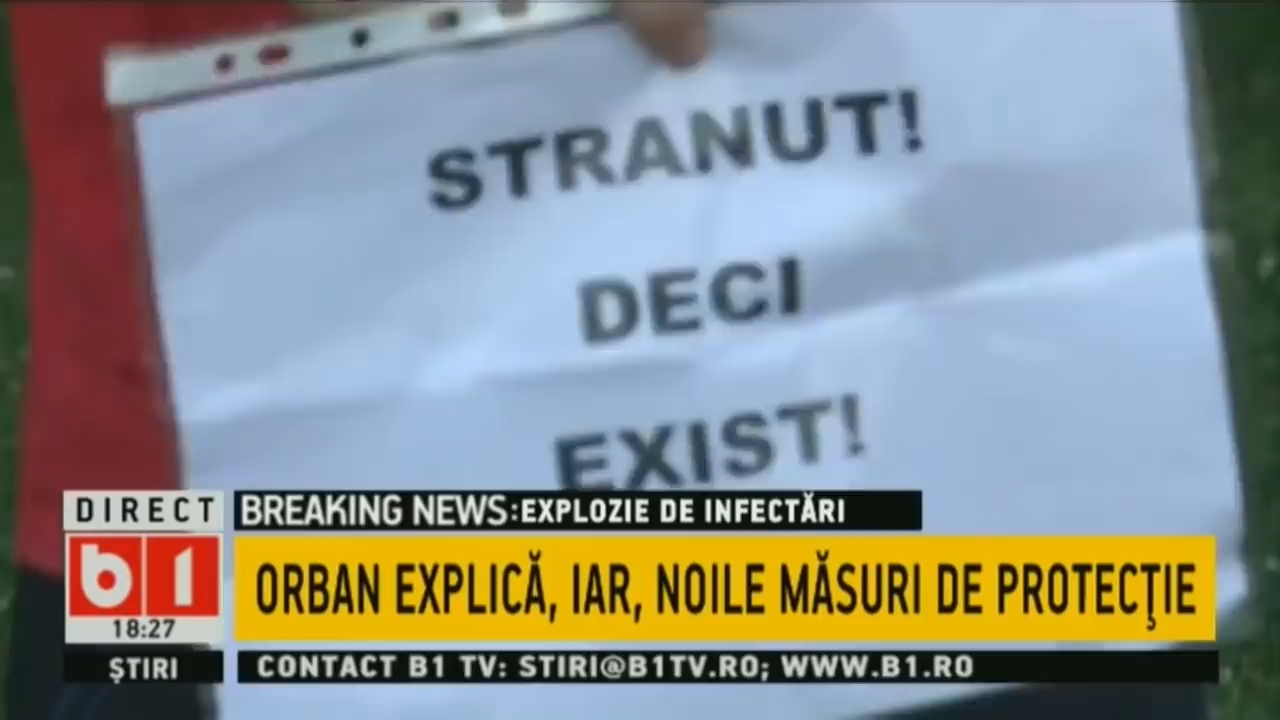 STRANUT!
DECI
EXIST!
DIRECT
BREAKING NEWS:EXPLOZIE DE INFECTĂRI
b1
ORBAN EXPLICĂ, IAR, NOILE MĂSURI DE PROTECŢIE
18:27
ŞTIRI
CONTACT B1 TV: STIRI@B1TV.RO; WWW.B1.RO